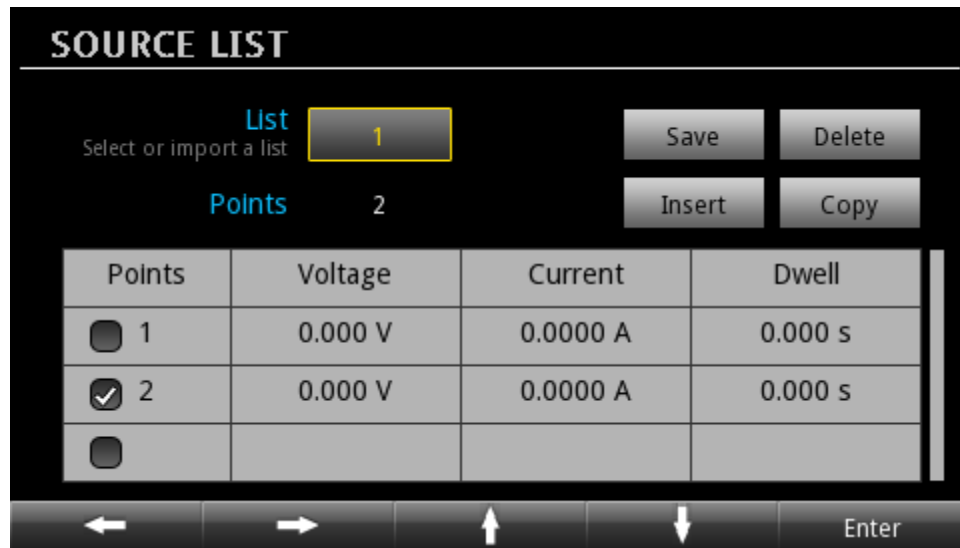 SOURCE LIST
List
Select or import a list
1
Save
Delete
Points
2
Insert
Copy
Points Voltage Current Dwell
1 0.000 V 0.0000 A 0.000 s
2 0.000 V 0.0000 A 0.000 s
Enter